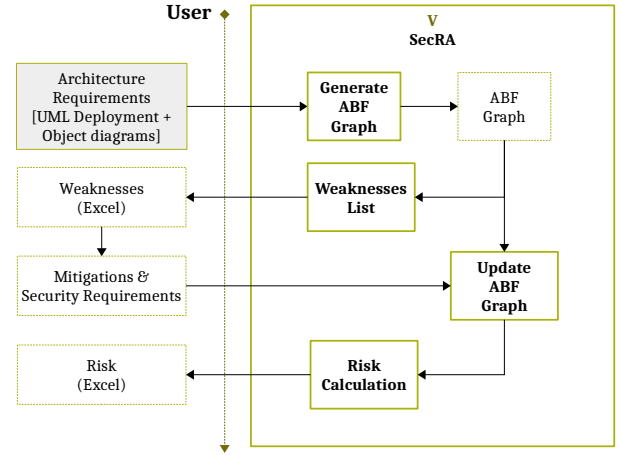 User
V
SecRA
Architecture
Requirements
[UML Deployment +
Object diagrams]
Generate
ABF
Graph
ABF
Graph
Weaknesses
(Excel)
Weaknesses
List
Mitigations &
Security Requirements
Update
ABF
Graph
Risk
(Excel)
Risk
Calculation